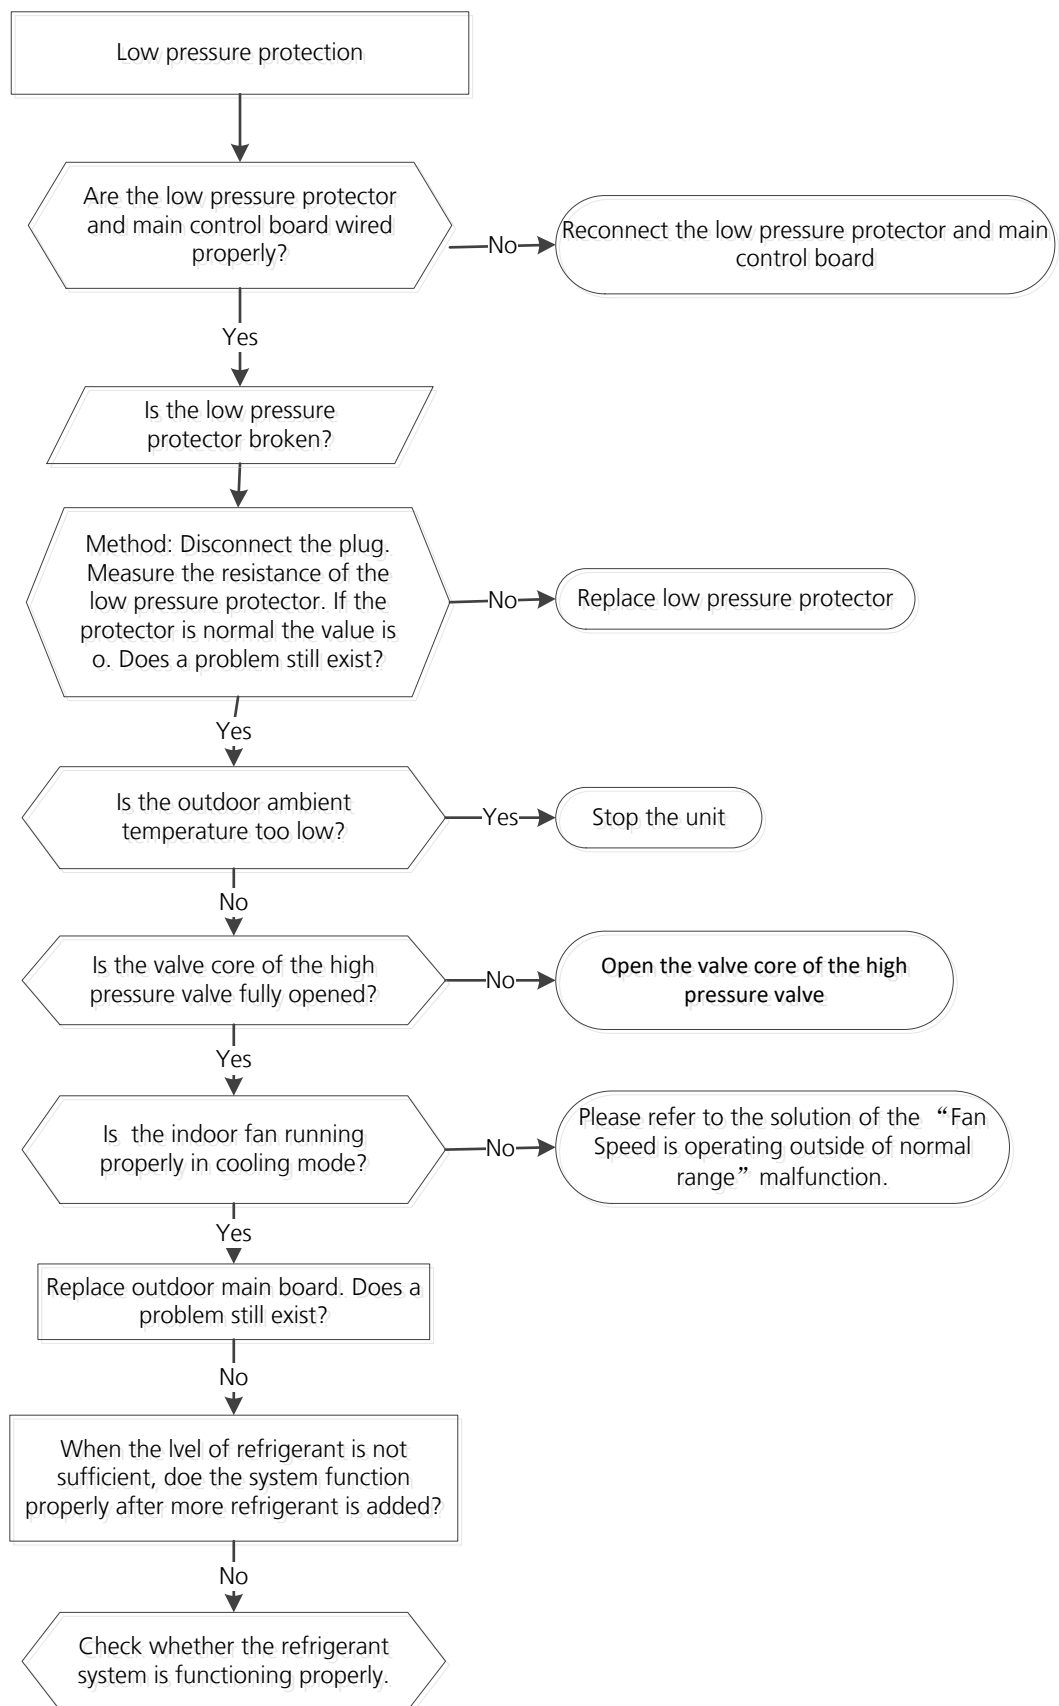 Low pressure protection
Are the low pressure protector
and main control board wired
properly?
No
Reconnect the low pressure protector and main
control board
Yes
Is the low pressure
protector broken?
Method: Disconnect the plug.
Measure the resistance of the
low pressure protector. If the
protector is normal the value is
o. Does a problem still exist?
No
Replace low pressure protector
Yes
Is the outdoor ambient
temperature too low?
Yes
Stop the unit
No
Is the valve core of the high
pressure valve fully opened?
No
Open the valve core of the high
pressure valve
Yes
Is the indoor fan running
properly in cooling mode?
No
Please refer to the solution of the “Fan
Speed is operating outside of normal
range” malfunction.
Yes
Replace outdoor main board. Does a
problem still exist?
No
When the lvel of refrigerant is not
sufficient, doe the system function
properly after more refrigerant is added?
No
Check whether the refrigerant
system is functioning properly.